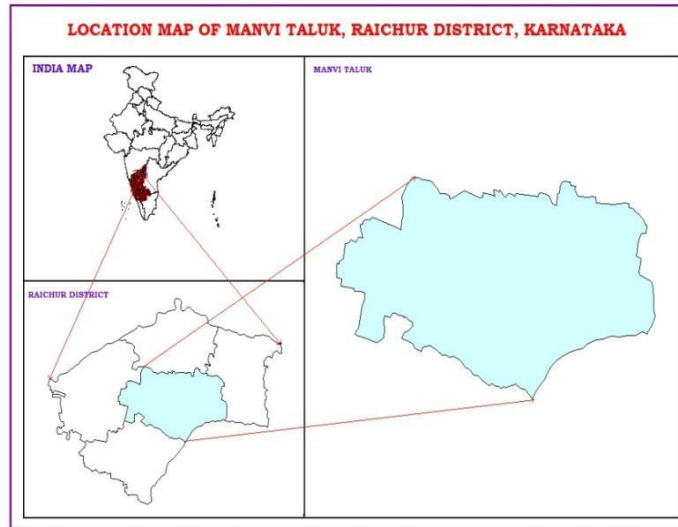 LOCATION MAP OF MANVI TALUK, RAICHUR DISTRICT, KARNATAKA
INDIA MAP
MANVI TALUK
RAICHUR DISTRICT